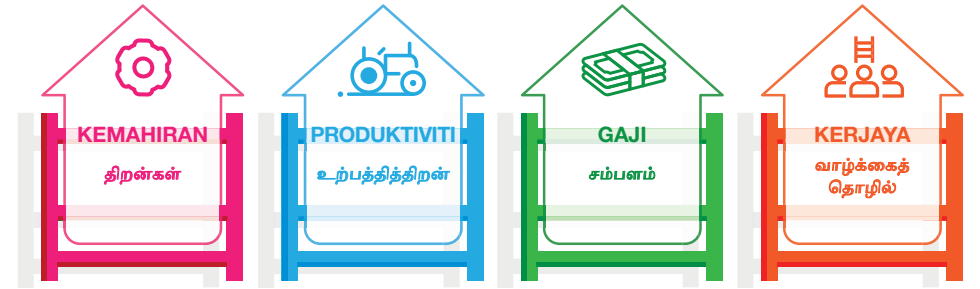 KEMAHIRAN
திறன்கள்
PRODUKTIVITI
உற்பத்தித்திறன்
GAJI
சம்பளம்
KERJAYA
வாழ்க்கைத்
தொழில்